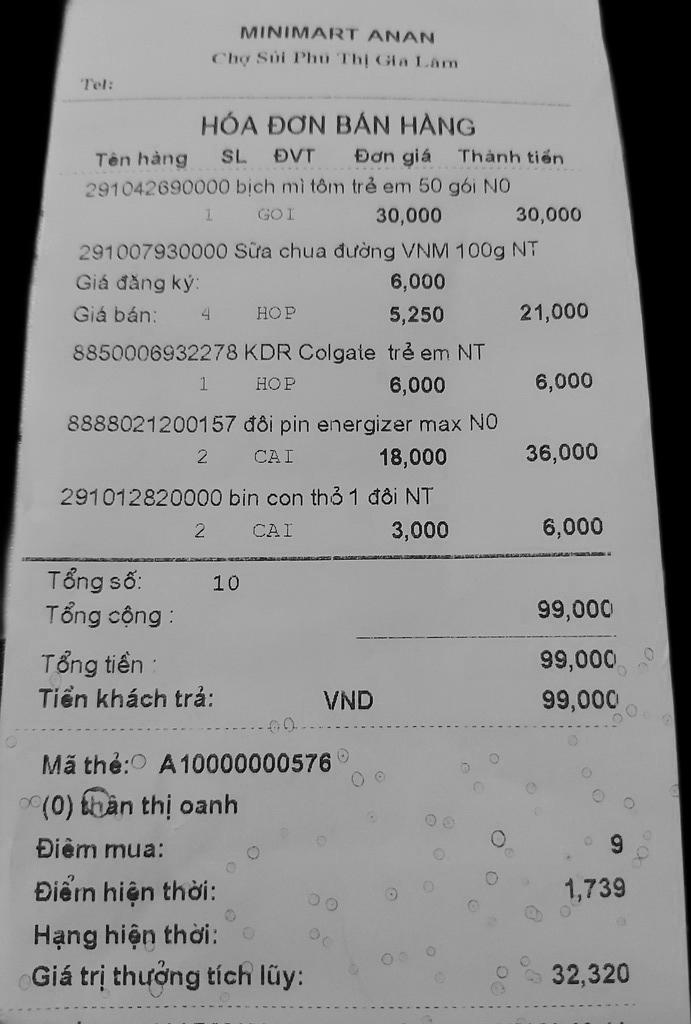 MINIMART ANAN
Chợ Sủi Phú Thị Gia Lâm
Tel:
HÓA ĐƠN BÁN HÀNG
Tên hàng SL ĐVT Đơn giá Thành tiền
291042690000 bịch mì tôm trẻ em 50 gói N0
1 GOI 30,000 30,000
291007930000 Sữa chua đường VNM 100g NT
Giá đăng ký: 6,000
Giá bán: 4 HOP 5,250 21,000
8850006932278 KDR Colgate trẻ em NT
1 HOP 6,000 6,000
8888021200157 đôi pin energizer max N0
2 CAI 18,000 36,000
291012820000 bin con thỏ 1 đôi NT
2 CAI 3,000 6,000
Tổng số: 10
Tổng cộng : 99,000
Tổng tiền : 99,000
Tiền khách trả: VND 99,000
Mã thẻ: A10000000576
(0) thân thị oanh
Điểm mua: 9
Điểm hiện thời: 1,739
Hạng hiện thời:
Giá trị thưởng tích lũy: 32,320